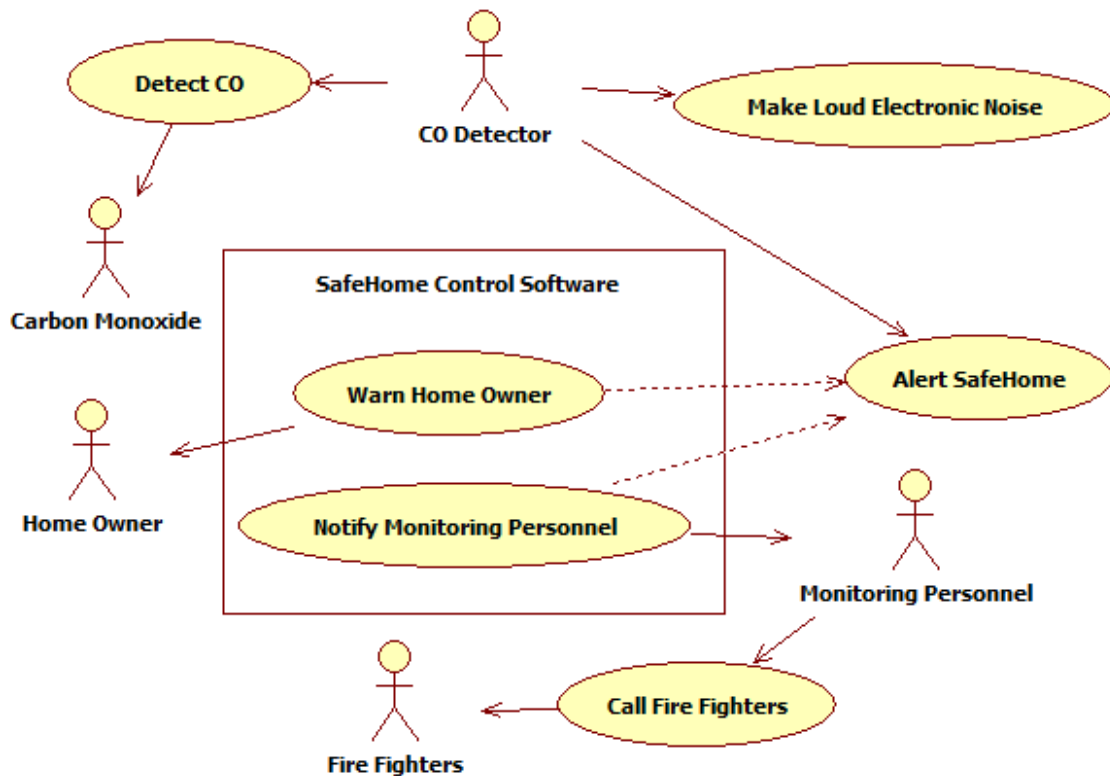 Detect CO
Make Loud Electronic Noise
CO Detector
Carbon Monoxide
SafeHome Control Software
Warn Home Owner
Alert SafeHome
Home Owner
Notify Monitoring Personnel
Monitoring Personnel
Call Fire Fighters
Fire Fighters